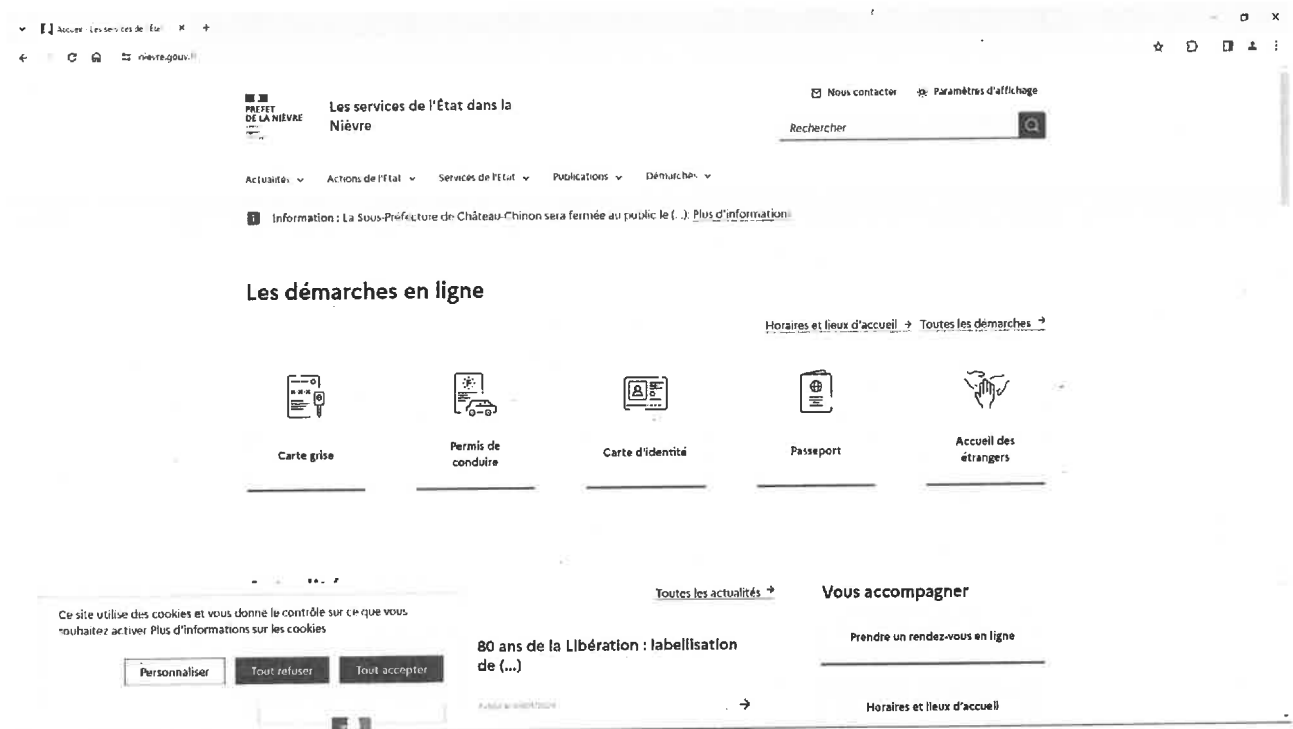 Accueil - Les services de l'État
nievre.gouv.fr
Nous contacter
Paramètres d'affichage
PRÉFET
DE LA NIÈVRE
Les services de l'État dans la
Nièvre
Rechercher
Actualités
Actions de l'État
Services de l'État
Publications
Démarches
Information : La Sous-Préfecture de Château-Chinon sera fermée au public le (...): Plus d'information
Les démarches en ligne
Horaires et lieux d'accueil → Toutes les démarches →
Carte grise
Permis de
conduire
Carte d'identité
Passeport
Accueil des
étrangers
Toutes les actualités →
Vous accompagner
Ce site utilise des cookies et vous donne le contrôle sur ce que vous
souhaitez activer Plus d'informations sur les cookies
Personnaliser
Tout refuser
Tout accepter
80 ans de la Libération : labellisation
de (...)
Prendre un rendez-vous en ligne
Horaires et lieux d'accueil